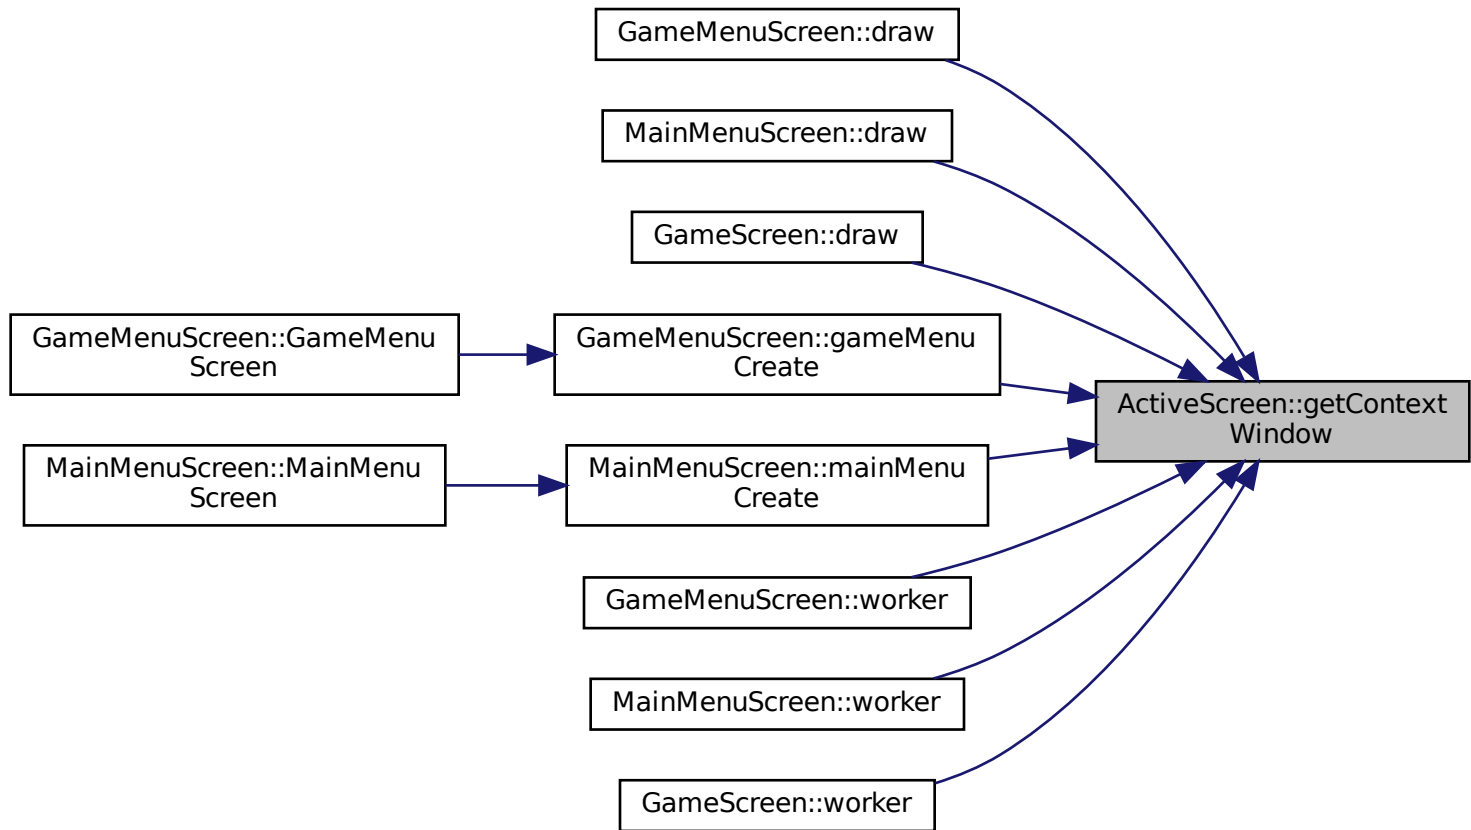 GameMenuScreen::draw
MainMenuScreen::draw
GameScreen::draw
GameMenuScreen::GameMenu
Screen
GameMenuScreen::gameMenu
Create
ActiveScreen::getContext
Window
MainMenuScreen::MainMenu
Screen
MainMenuScreen::mainMenu
Create
GameMenuScreen::worker
MainMenuScreen::worker
GameScreen::worker